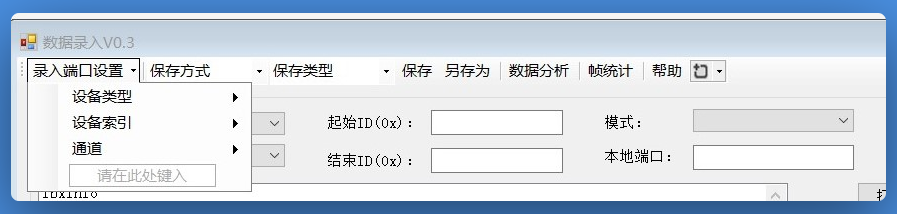 数据录入V0.3
录入端口设置 保存方式 保存类型 保存 另存为 数据分析 帧统计 帮助
设备类型
设备索引
通道
请在此处键入
起始ID(0x)： 模式：
结束ID(0x)： 本地端口：